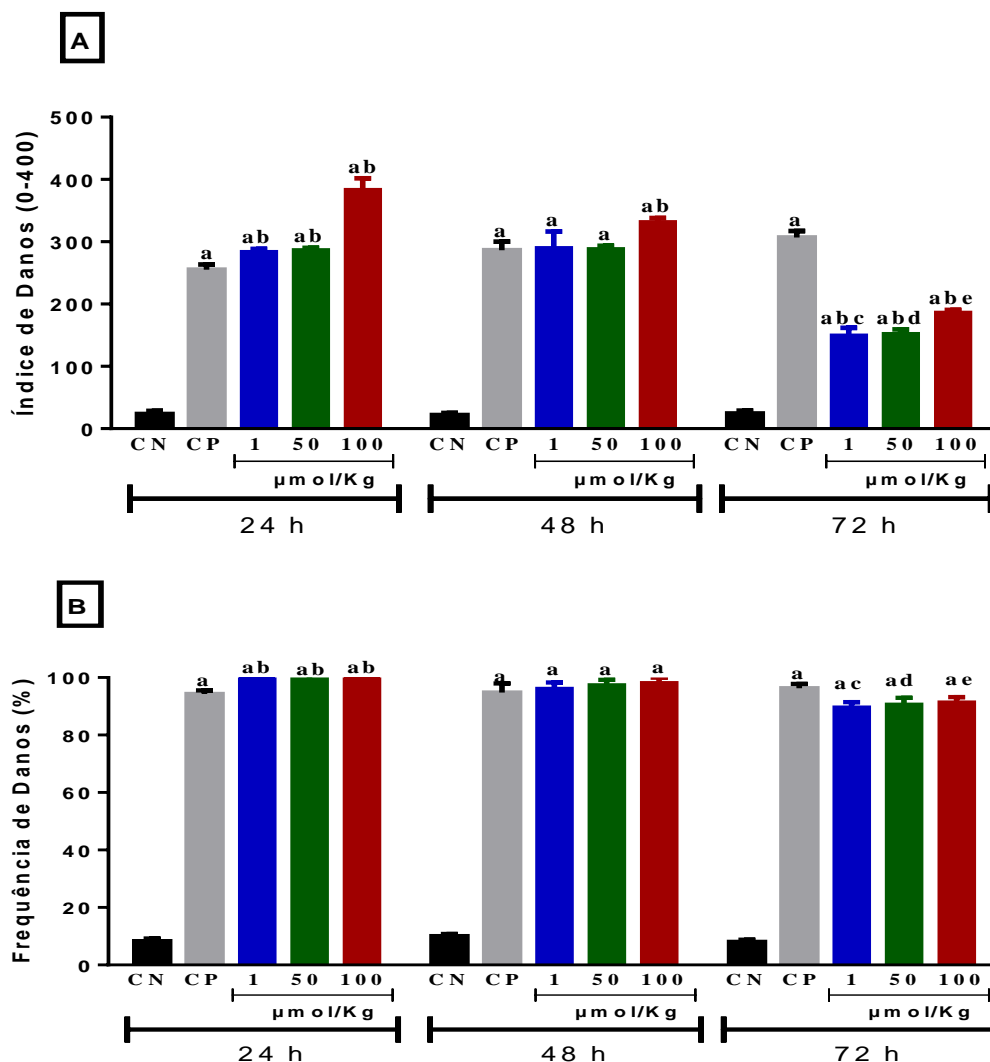 A
Índice de Danos (0-400)
500
400
300
200
100
0
ab
ab ab
a
a a a ab
a
abc abd abe
CN CP 1 50 100 CN CP 1 50 100 CN CP 1 50 100
µmol/Kg µmol/Kg µmol/Kg
24 h 48 h 72 h
B
Frequência de Danos (%)
100
80
60
40
20
0
a ab ab ab a a a a a ac ad ae
CN CP 1 50 100 CN CP 1 50 100 CN CP 1 50 100
µmol/Kg µmol/Kg µmol/Kg
24 h 48 h 72 h